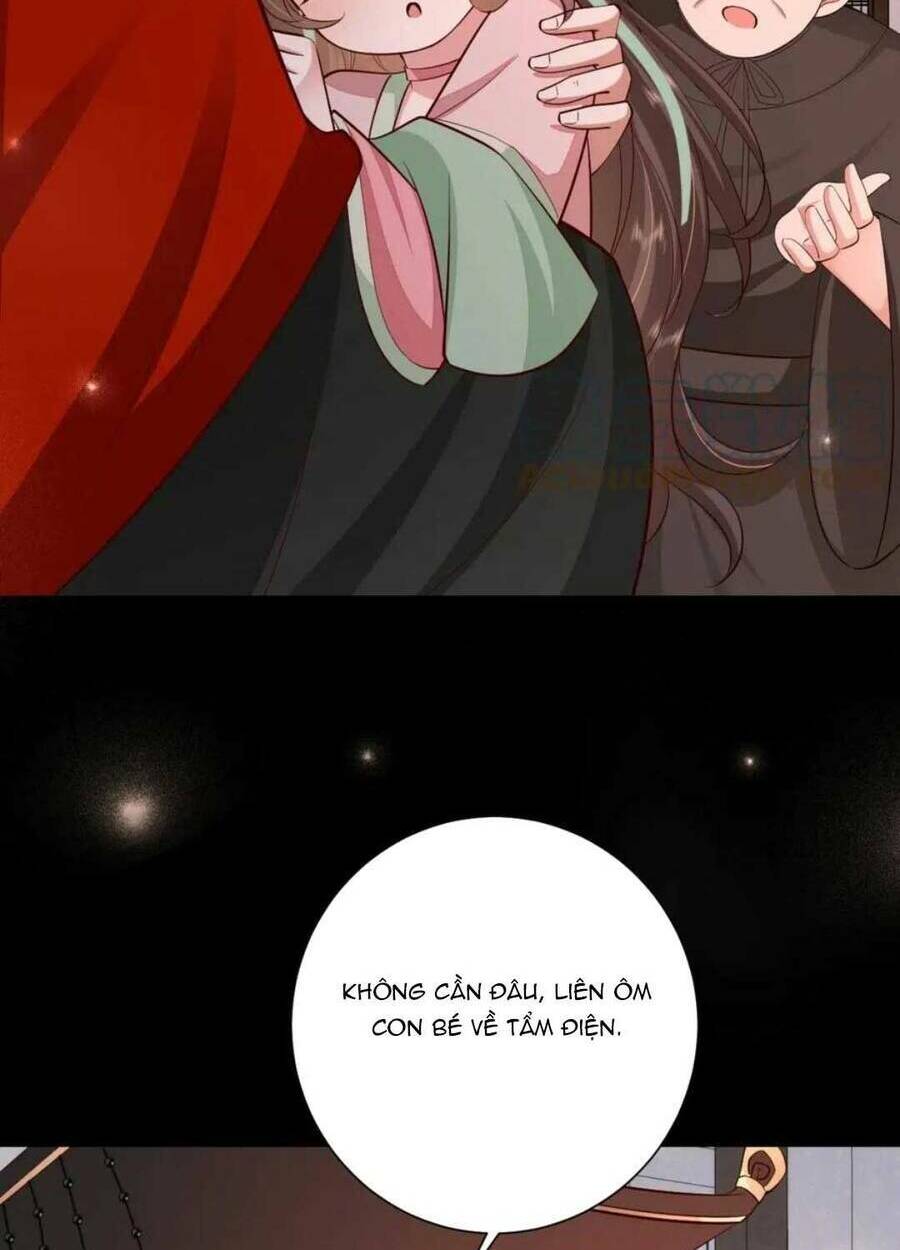 KHÔNG CẦN ĐÂU, LIÊN ÔM
CON BÉ VỀ TẨM ĐIỆN.